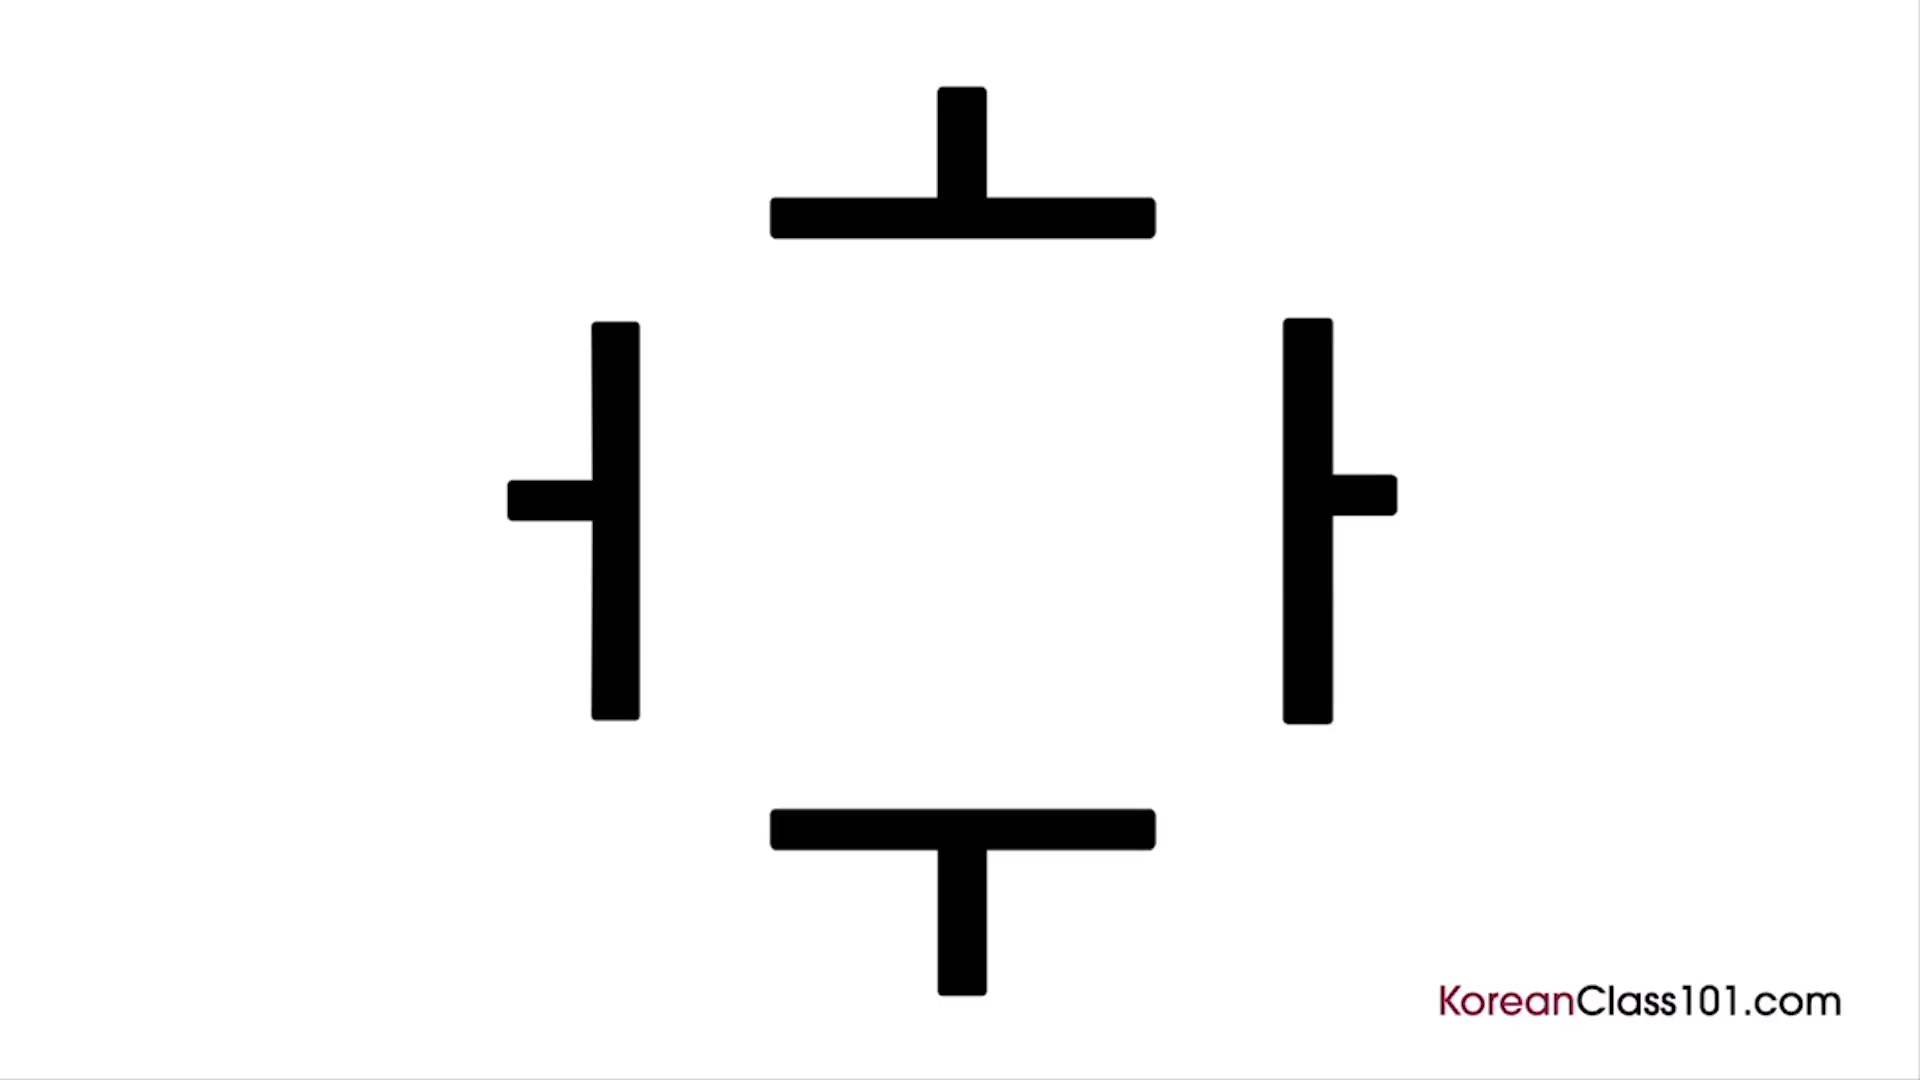 ㅗ
ㅓ ㅏ
ㅜ
KoreanClass101.com